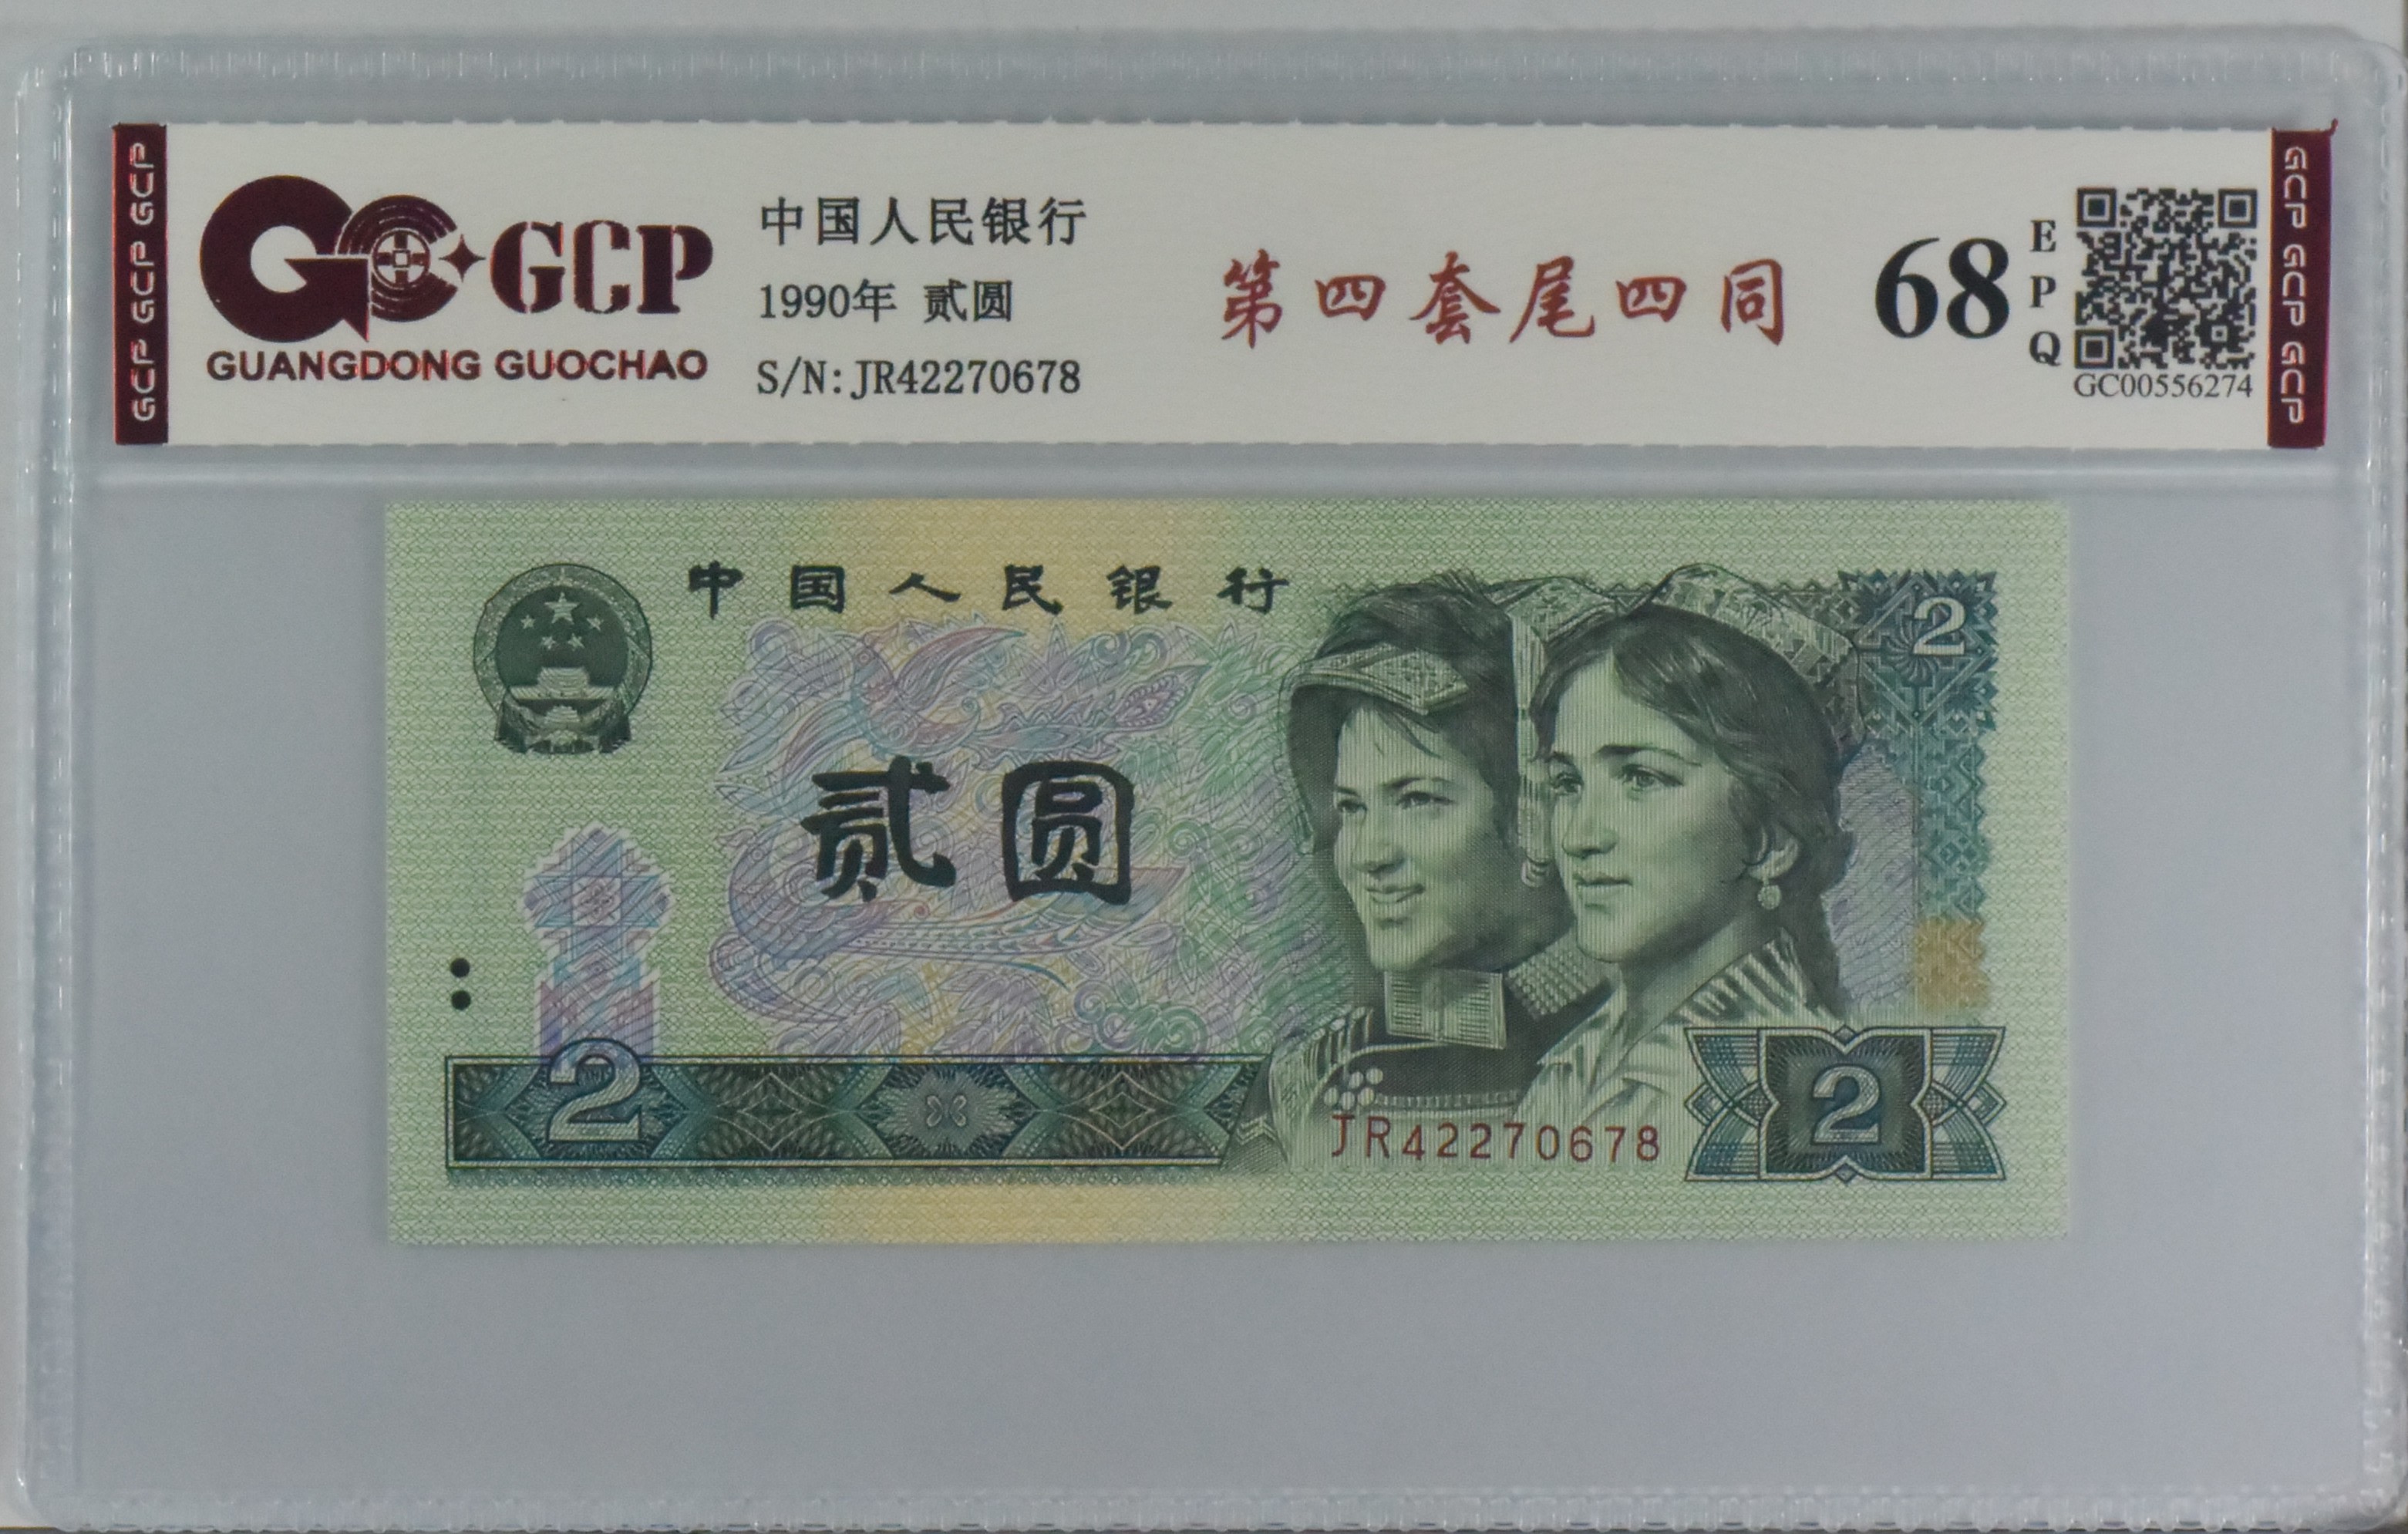 GCP GCP GCP
GCP
GUANGDONG GUOCHAO
中国人民银行
1990年 贰圆
S/N:JR42270678
第四套尾四同
68
E
P
Q
GC00556274
GCP GCP GCP
中国人民银行
2
贰圆
2
JR42270678
2